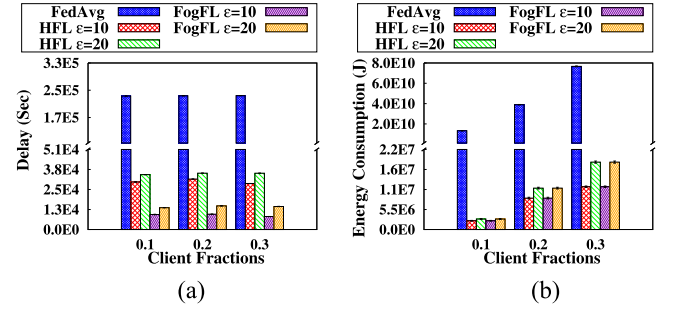 FedAvg
HFL ε=10
HFL ε=20
FogFL ε=10
FogFL ε=20
Delay (Sec)
3.3E5
2.5E5
1.7E5
5.1E4
3.8E4
2.5E4
1.3E4
0.0E0
0.1 0.2 0.3
Client Fractions
(a)
FedAvg
HFL ε=10
HFL ε=20
FogFL ε=10
FogFL ε=20
Energy Consumption (J)
8.0E10
4.0E10
2.0E10
2.2E7
1.6E7
1.1E7
5.5E6
0.0E0
0.1 0.2 0.3
Client Fractions
(b)